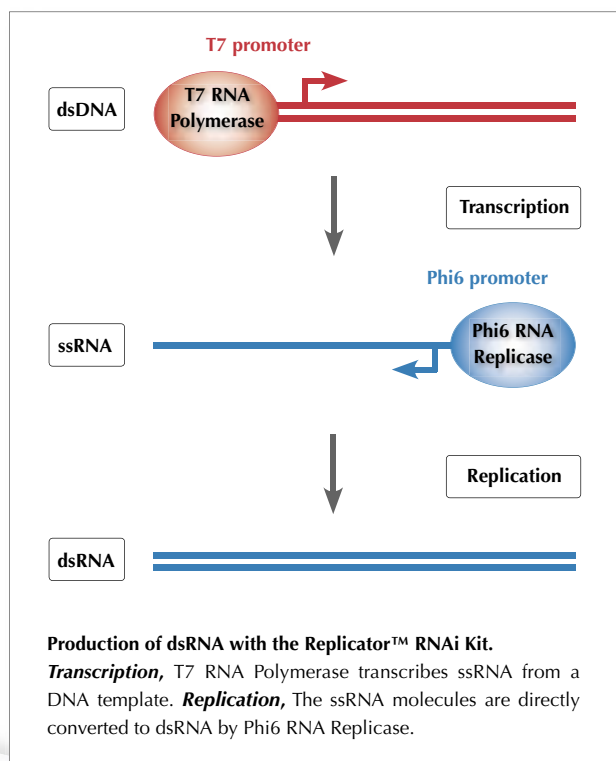 T7 promoter
dsDNA
T7 RNA
Polymerase
Transcription
Phi6 promoter
ssRNA
Phi6 RNA
Replicase
Replication
dsRNA
Production of dsRNA with the Replicator™ RNAi Kit.
Transcription, T7 RNA Polymerase transcribes ssRNA from a
DNA template. Replication, The ssRNA molecules are directly
converted to dsRNA by Phi6 RNA Replicase.